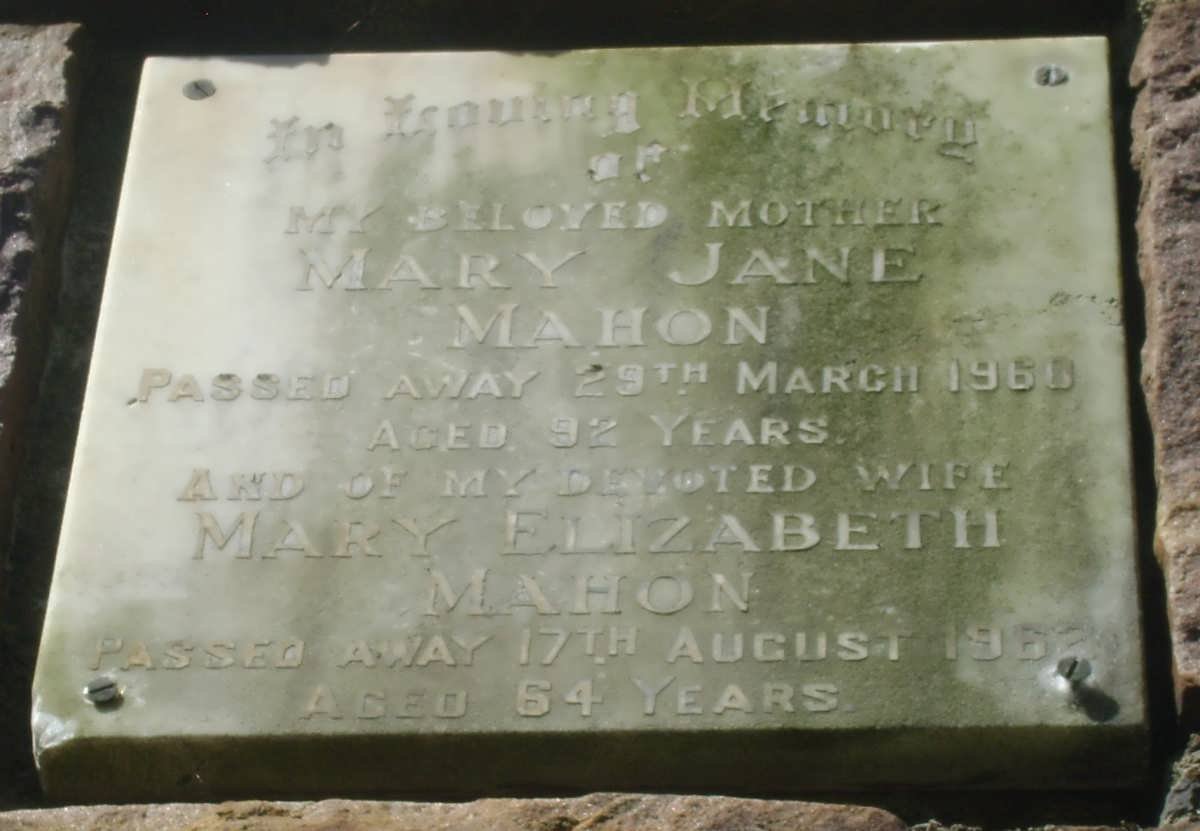 In Loving Memory
of
MY BELOVED MOTHER
MARY JANE
MAHON
PASSED AWAY 29TH MARCH 1960
AGED 92 YEARS.
AND OF MY DEVOTED WIFE
MARY ELIZABETH
MAHON
PASSED AWAY 17TH AUGUST 1962
AGED 64 YEARS.